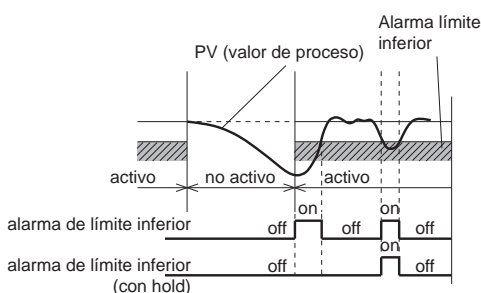 Alarma límite
inferior
PV (valor de proceso)
activo no activo activo
on on
alarma de límite inferior off off off
on
alarma de límite inferior off off
(con hold)